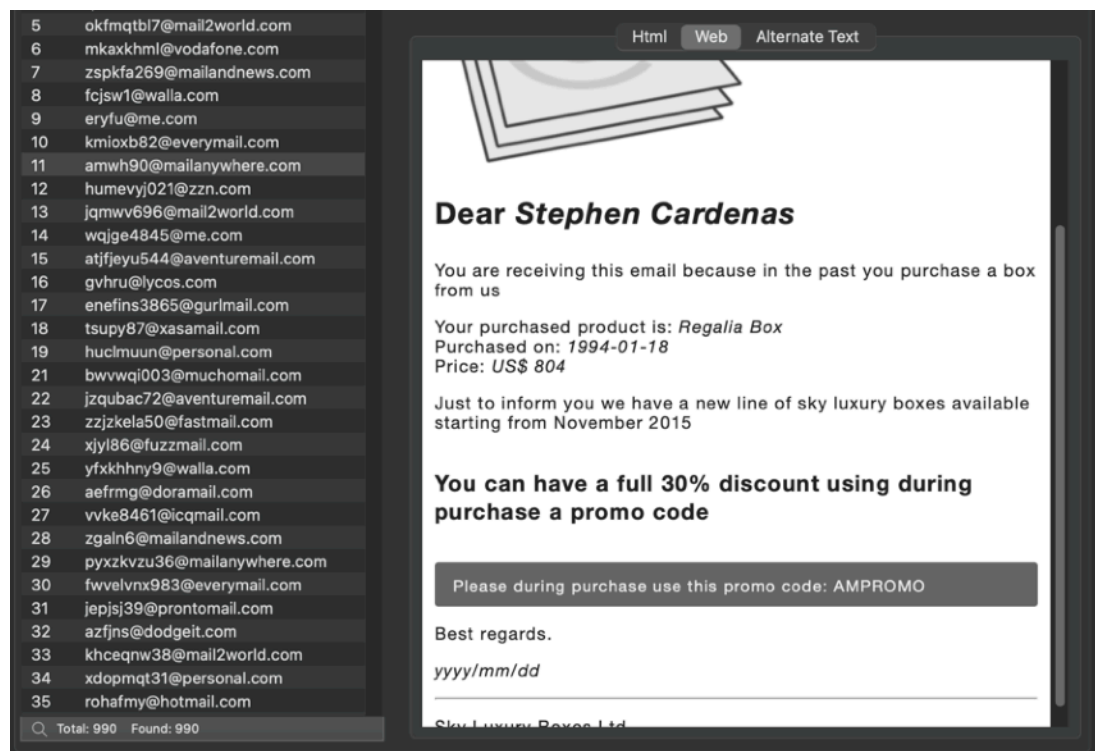 5 okfmqtbl7@mail2world.com
6 mkaxkhml@vodafone.com
7 zspkfa269@mailandnews.com
8 fcjsw1@walla.com
9 eryfu@me.com
10 kmioxb82@everymail.com
11 amwh90@mailanywhere.com
12 humevyj021@zzn.com
13 jqmwv696@mail2world.com
14 wqjge4845@me.com
15 atjfjeyu544@aventuremail.com
16 gvhru@lycos.com
17 enefins3865@gurlmail.com
18 tsupy87@xasamail.com
19 huclmuun@personal.com
21 bwvwqi003@muchomail.com
22 jzqubac72@aventuremail.com
23 zzjzkela50@fastmail.com
24 xjyl86@fuzzmail.com
25 yfxkhhny9@walla.com
26 aefrmg@doramail.com
27 vvke8461@icqmail.com
28 zgaln6@mailandnews.com
29 pyxzkvzu36@mailanywhere.com
30 fwvelvnx983@everymail.com
31 jepjsj39@prontomail.com
32 azfjns@dodgeit.com
33 khceqnw38@mail2world.com
34 xdopmqt31@personal.com
35 rohafmy@hotmail.com
Total: 990 Found: 990
Html Web Alternate Text
Dear Stephen Cardenas
You are receiving this email because in the past you purchase a box
from us
Your purchased product is: Regalia Box
Purchased on: 1994-01-18
Price: US$ 804
Just to inform you we have a new line of sky luxury boxes available
starting from November 2015
You can have a full 30% discount using during
purchase a promo code
Please during purchase use this promo code: AMPROMO
Best regards.
yyyy/mm/dd
Sky Luxury Boxes Ltd